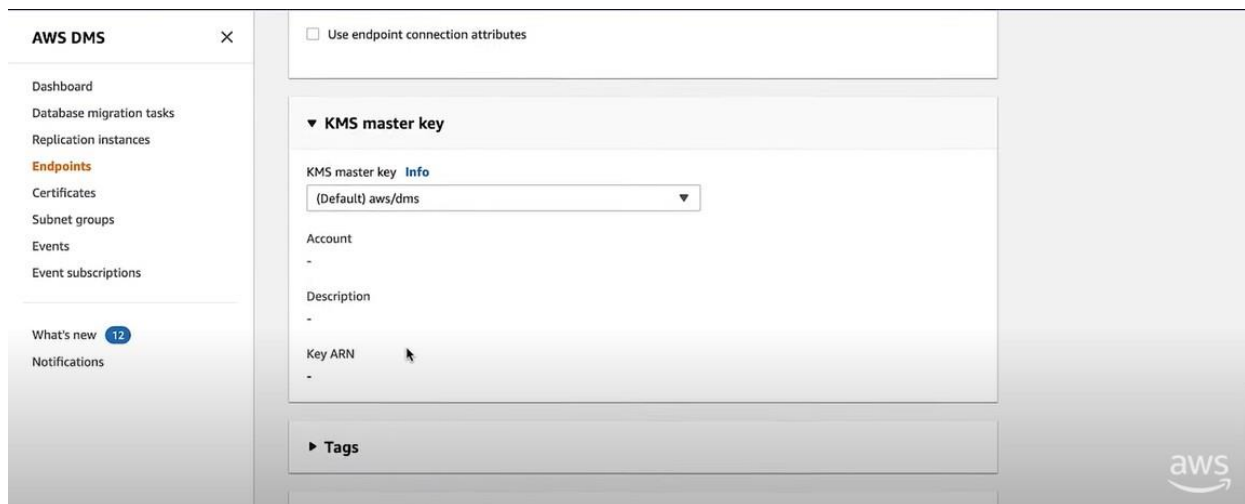 AWS DMS
Dashboard
Database migration tasks
Replication instances
Endpoints
Certificates
Subnet groups
Events
Event subscriptions
What's new 12
Notifications
Use endpoint connection attributes
KMS master key
KMS master key Info
(Default) aws/dms
Account
-
Description
-
Key ARN
-
Tags
aws